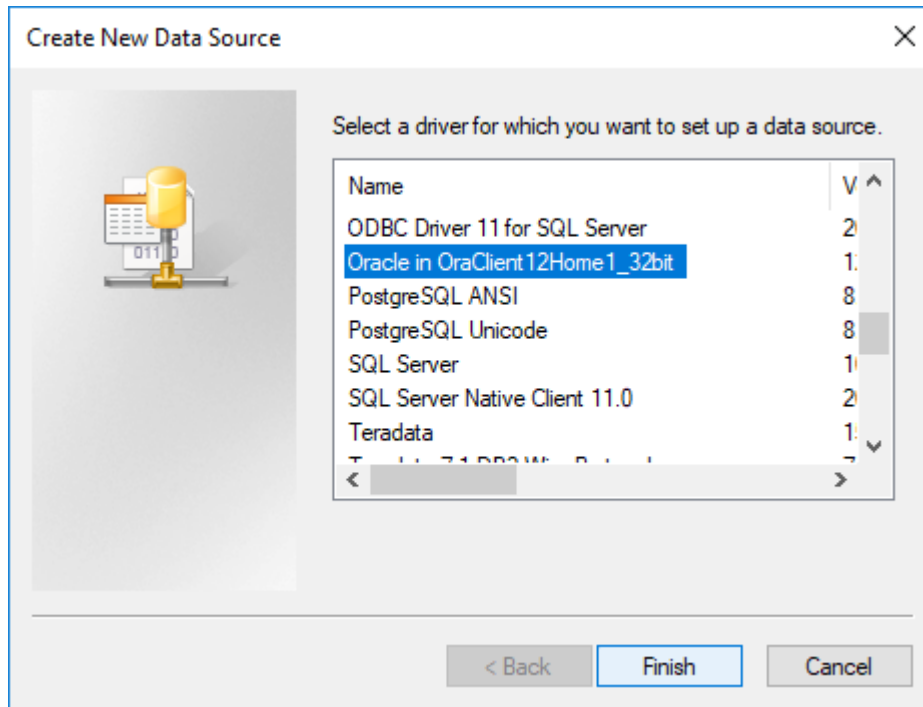 Create New Data Source
Select a driver for which you want to set up a data source.
Name
ODBC Driver 11 for SQL Server
Oracle in OraClient12Home1_32bit
PostgreSQL ANSI 8
PostgreSQL Unicode 8
SQL Server
SQL Server Native Client 11.0
Teradata
< Back Finish Cancel